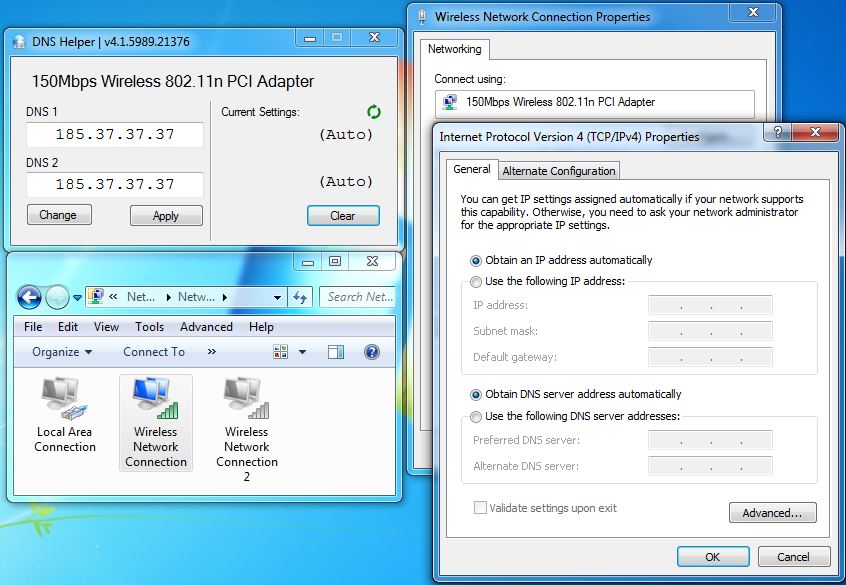 DNS Helper | v4.1.5989.21376
150Mbps Wireless 802.11n PCI Adapter
DNS 1
Current Settings:
185.37.37.37
(Auto)
DNS 2
185.37.37.37
(Auto)
Change
Apply
Clear
« Net...
Netw...
Search Net...
File Edit View Tools Advanced Help
Organize
Connect To
»
Local Area
Connection
Wireless
Network
Connection
Wireless
Network
Connection
2
Wireless Network Connection Properties
Networking
Connect using:
150Mbps Wireless 802.11n PCI Adapter
Internet Protocol Version 4 (TCP/IPv4) Properties
General
Alternate Configuration
You can get IP settings assigned automatically if your network supports
this capability. Otherwise, you need to ask your network administrator
for the appropriate IP settings.
Obtain an IP address automatically
Use the following IP address:
IP address:
Subnet mask:
Default gateway:
Obtain DNS server address automatically
Use the following DNS server addresses:
Preferred DNS server:
Alternate DNS server:
Validate settings upon exit
Advanced...
OK
Cancel